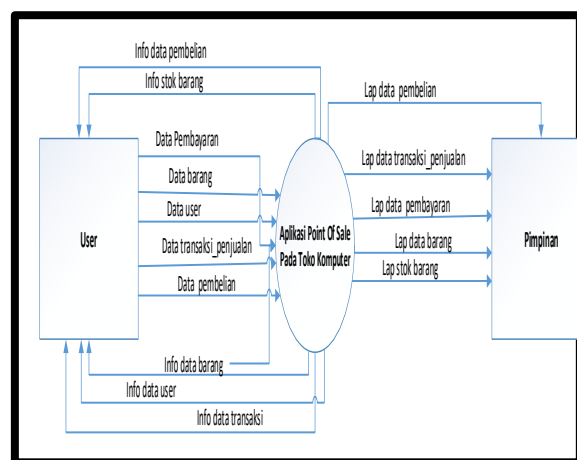 Info data pembelian
Info stok barang
Lap data pembelian
Data Pembayaran
Lap data transaksi_penjualan
Data barang
Lap data pembayaran
Data user
User
Aplikasi Point Of Sale
Pada Toko Komputer
Pimpinan
Data transaksi_penjualan
Lap data barang
Lap stok barang
Data pembelian
Info data barang
Info data user
Info data transaksi